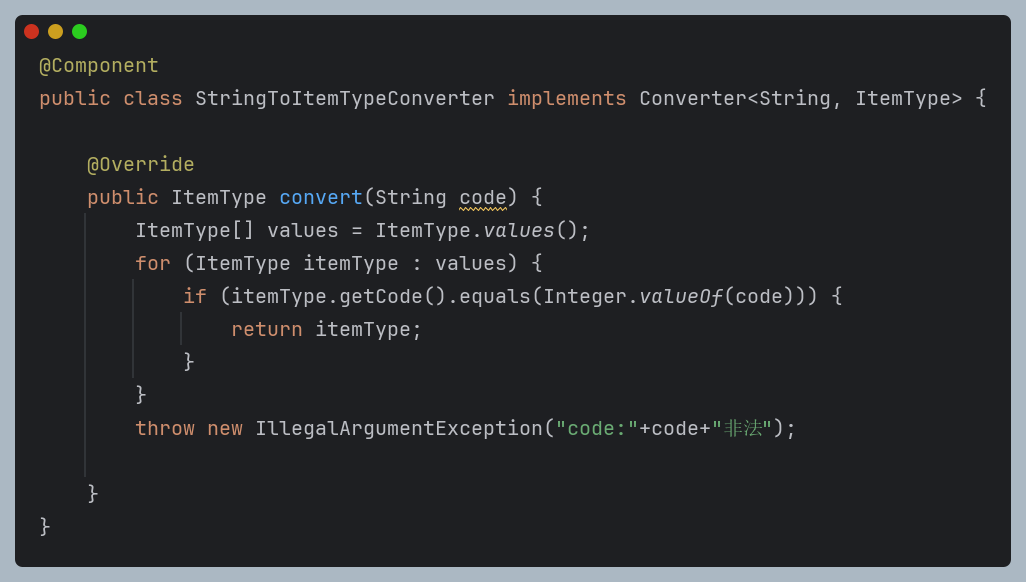 @Component
public class StringToItemTypeConverter implements Converter<String, ItemType> {
@Override
public ItemType convert(String code) {
ItemType[] values = ItemType.values();
for (ItemType itemType : values) {
if (itemType.getCode().equals(Integer.valueOf(code))) {
return itemType;
}
}
throw new IllegalArgumentException("code:"+code+"非法");
}
}